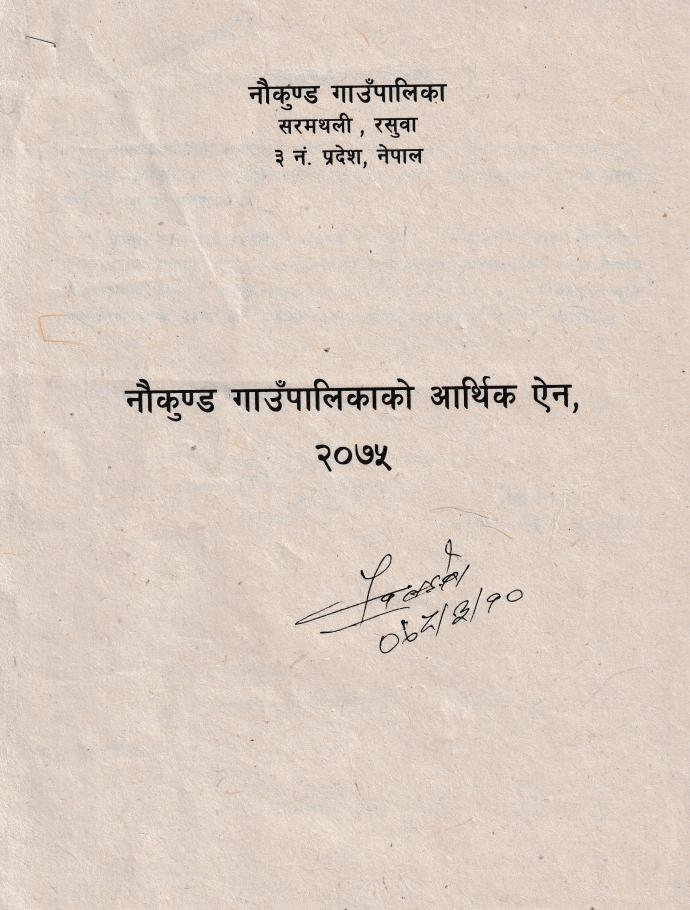 नौकुण्ड गाउँपालिका
सरमथली , रसुवा
३ नं. प्रदेश, नेपाल
नौकुण्ड गाउँपालिकाको आर्थिक ऐन,
२०७५